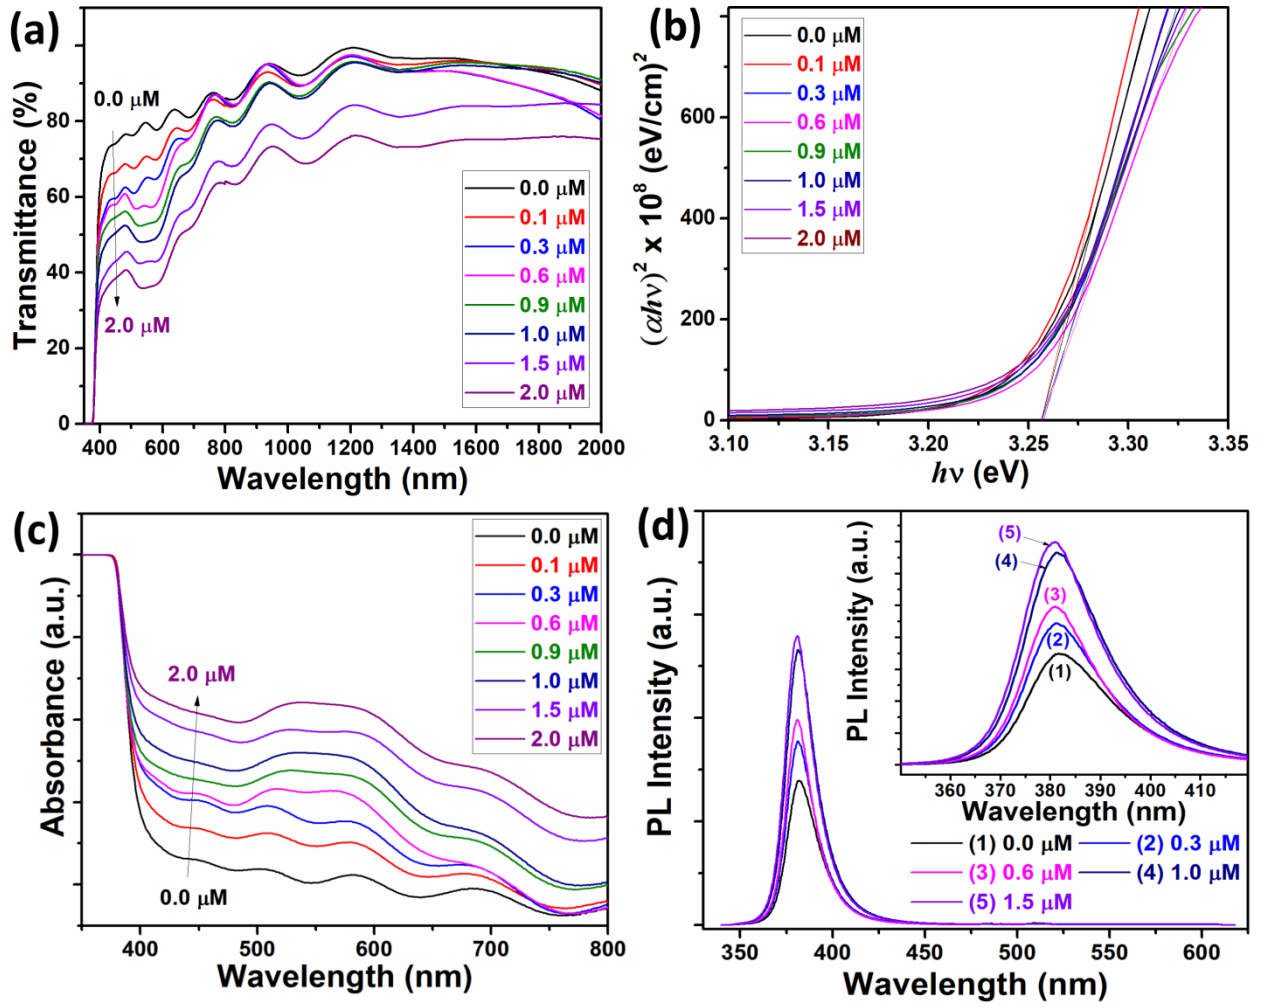 (a)
Transmittance (%)
80
60
40
20
0
0.0 μM
2.0 μM
0.0 μM
0.1 μM
0.3 μM
0.6 μM
0.9 μM
1.0 μM
1.5 μM
2.0 μM
400 600 800 1000 1200 1400 1600 1800 2000
Wavelength (nm)
(b)
(αhν)² x 10⁸ (eV/cm)²
600
400
200
0
0.0 μM
0.1 μM
0.3 μM
0.6 μM
0.9 μM
1.0 μM
1.5 μM
2.0 μM
3.10 3.15 3.20 3.25 3.30 3.35
hν (eV)
(c)
Absorbance (a.u.)
2.0 μM
0.0 μM
0.0 μM
0.1 μM
0.3 μM
0.6 μM
0.9 μM
1.0 μM
1.5 μM
2.0 μM
400 500 600 700 800
Wavelength (nm)
(d)
PL Intensity (a.u.)
PL Intensity (a.u.)
(5)
(4)
(3)
(2)
(1)
360 370 380 390 400 410
Wavelength (nm)
(1) 0.0 μM (2) 0.3 μM
(3) 0.6 μM (4) 1.0 μM
(5) 1.5 μM
350 400 450 500 550 600
Wavelength (nm)